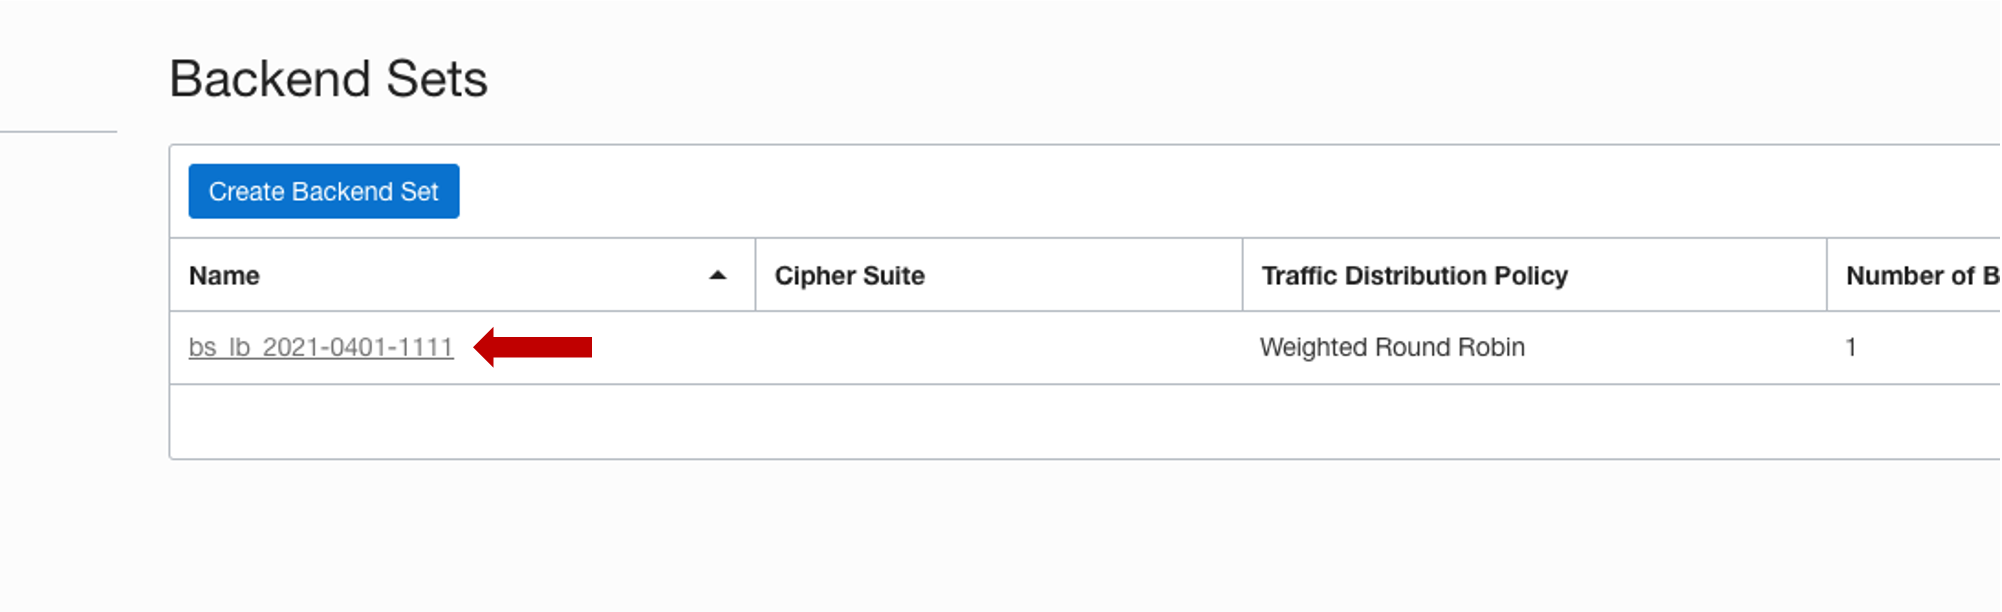 Backend Sets
Create Backend Set
Name Cipher Suite Traffic Distribution Policy Number of B
bs_lb_2021-0401-1111 Weighted Round Robin 1